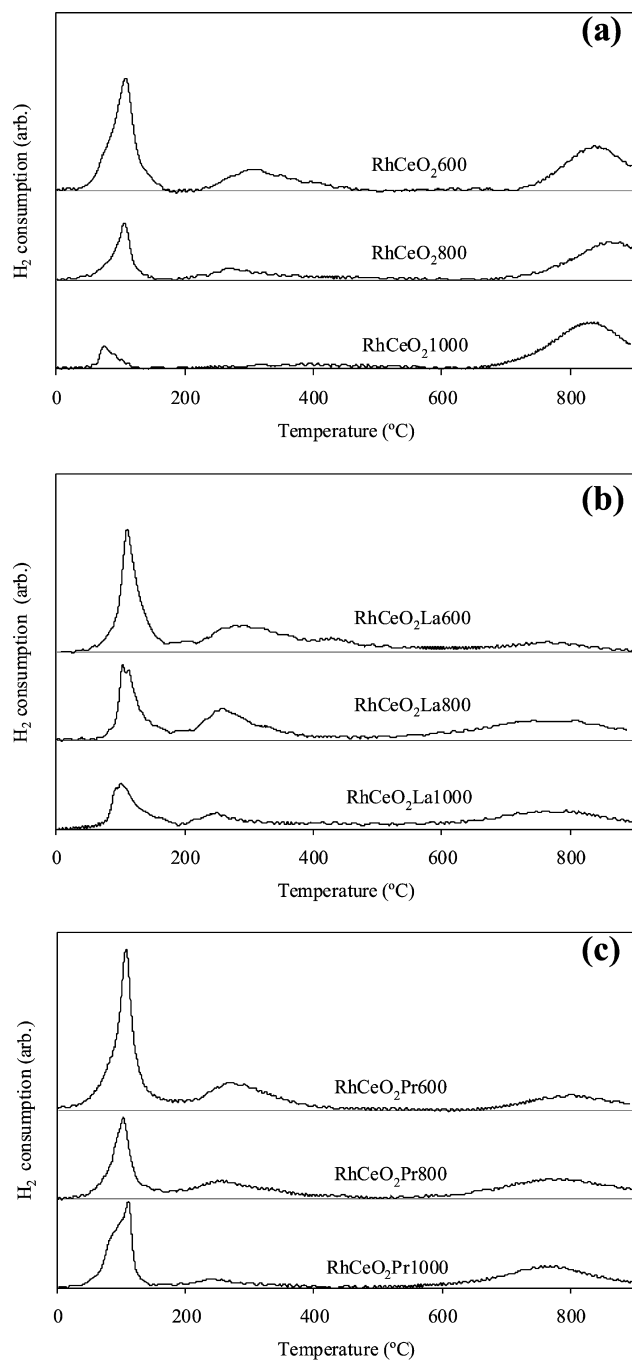 (a)
H₂ consumption (arb.)
RhCeO₂600
RhCeO₂800
RhCeO₂1000
0 200 400 600 800
Temperature (ºC)
(b)
H₂ consumption (arb.)
RhCeO₂La600
RhCeO₂La800
RhCeO₂La1000
0 200 400 600 800
Temperature (ºC)
(c)
H₂ consumption (arb.)
RhCeO₂Pr600
RhCeO₂Pr800
RhCeO₂Pr1000
0 200 400 600 800
Temperature (ºC)